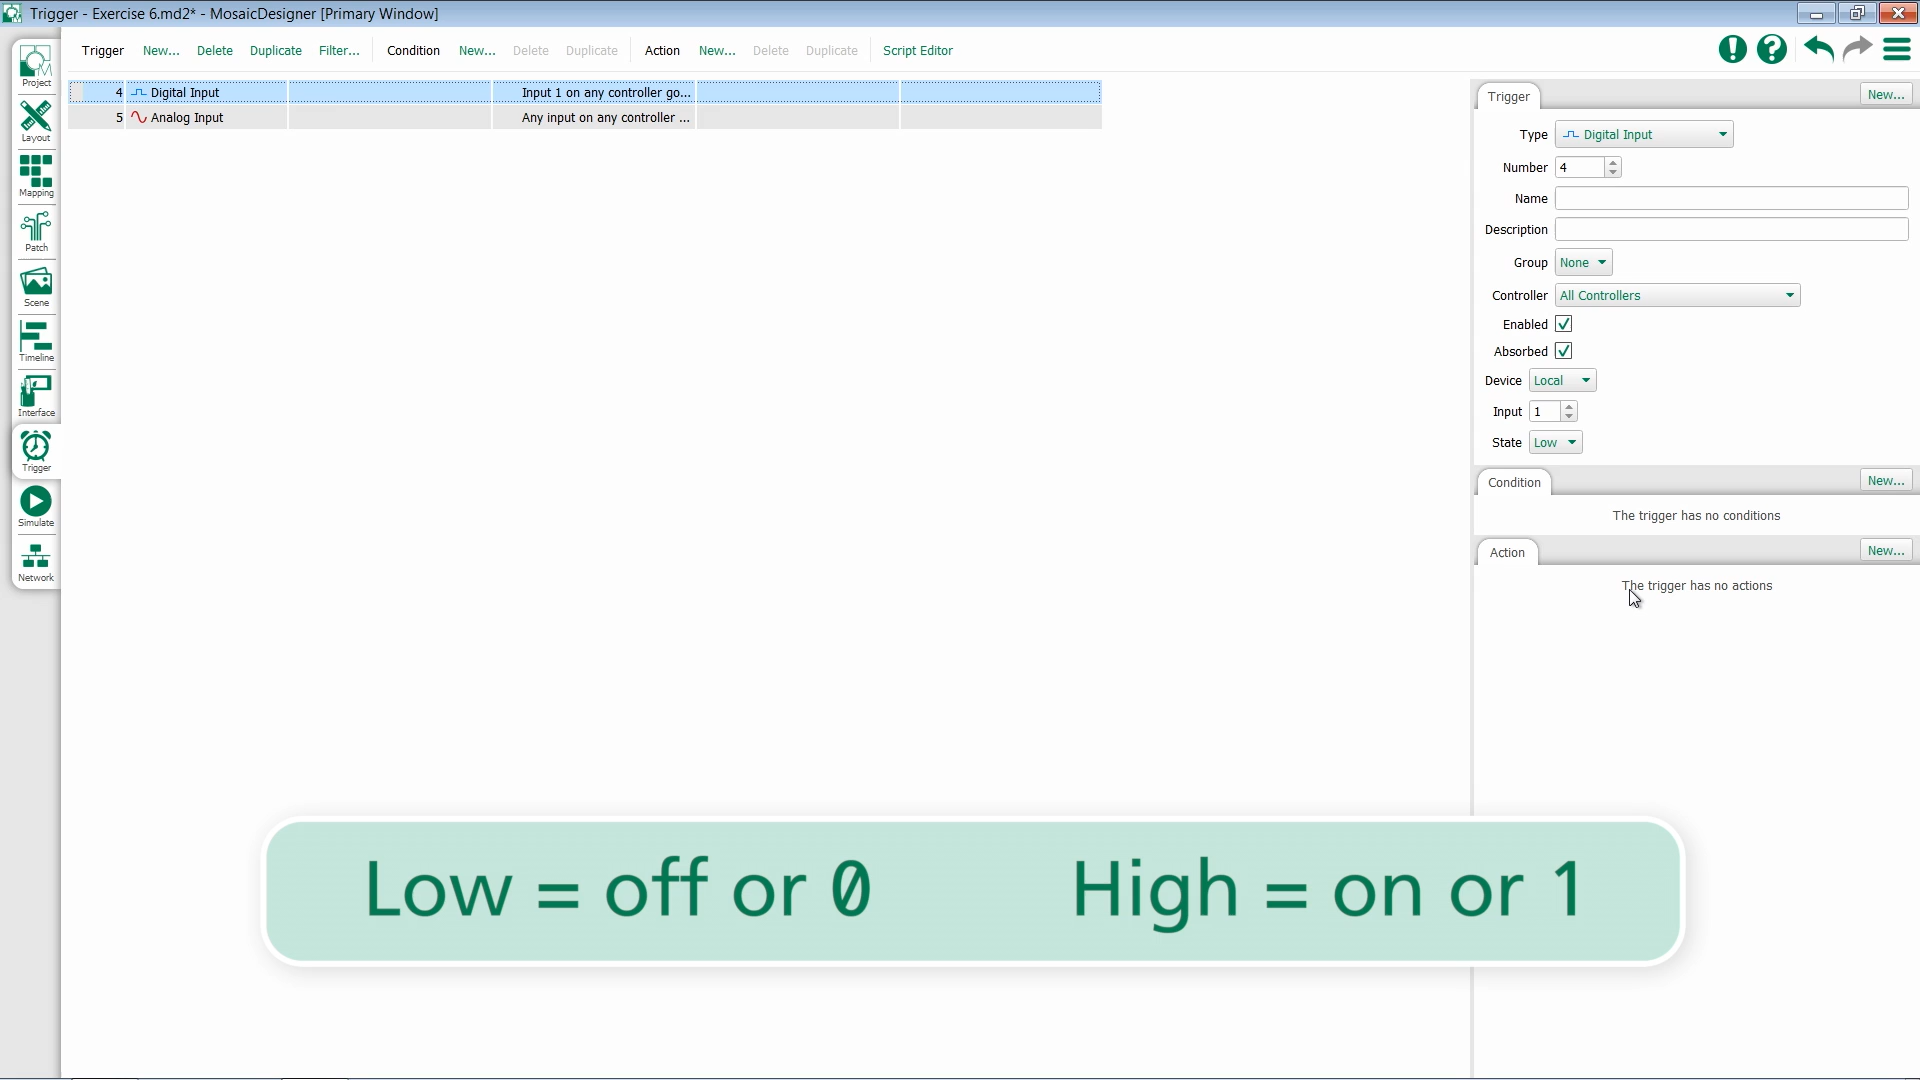 Trigger - Exercise 6.md2* - MosaicDesigner [Primary Window]
Trigger New... Delete Duplicate Filter... Condition New... Delete Duplicate Action New... Delete Duplicate Script Editor
Project
Layout
Mapping
Patch
Scene
Timeline
Interface
Trigger
Simulate
Network
4 Digital Input Input 1 on any controller go...
5 Analog Input Any input on any controller ...
Trigger New...
Type Digital Input
Number 4
Name
Description
Group None
Controller All Controllers
Enabled
Absorbed
Device Local
Input 1
State Low
Condition New...
The trigger has no conditions
Action New...
The trigger has no actions
Low = off or 0 High = on or 1